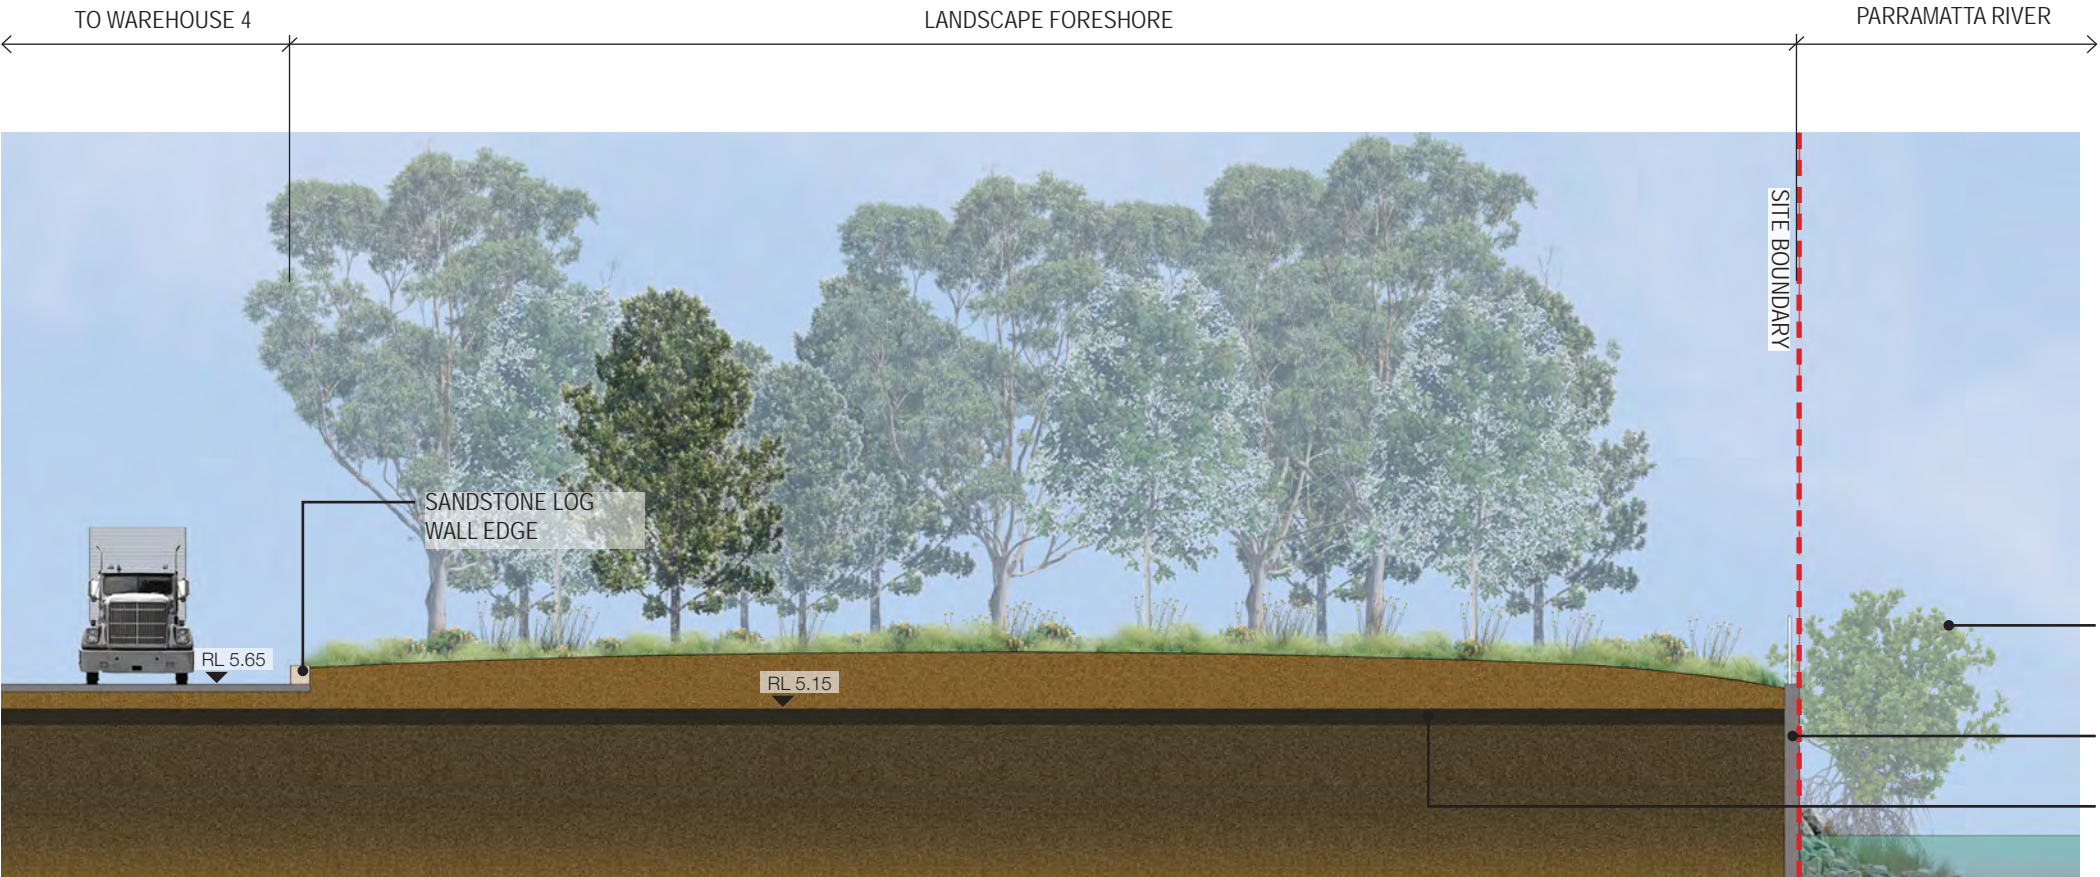 TO WAREHOUSE 4
LANDSCAPE FORESHORE
PARRAMATTA RIVER
SITE BOUNDARY
SANDSTONE LOG
WALL EDGE
RL 5.65
RL 5.15